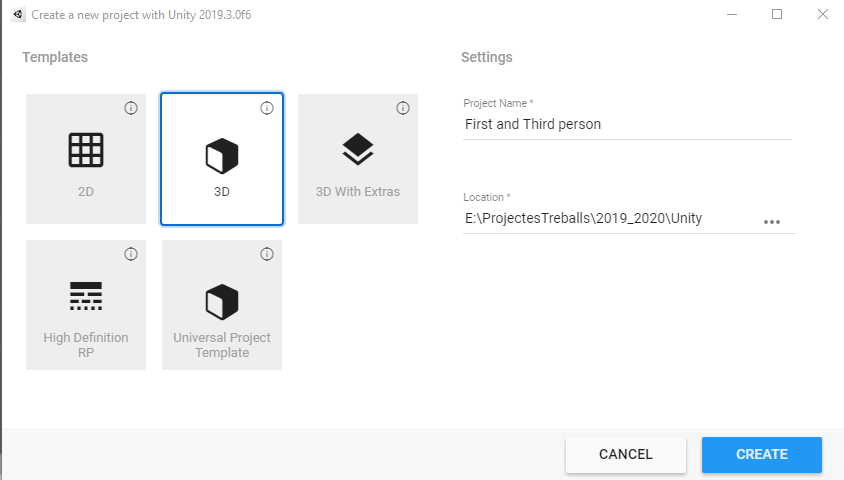 Create a new project with Unity 2019.3.0f6
Templates
Settings
2D
3D
3D With Extras
High Definition
RP
Universal Project
Template
Project Name *
First and Third person
Location *
E:\ProjectesTreballs\2019_2020\Unity
CANCEL
CREATE